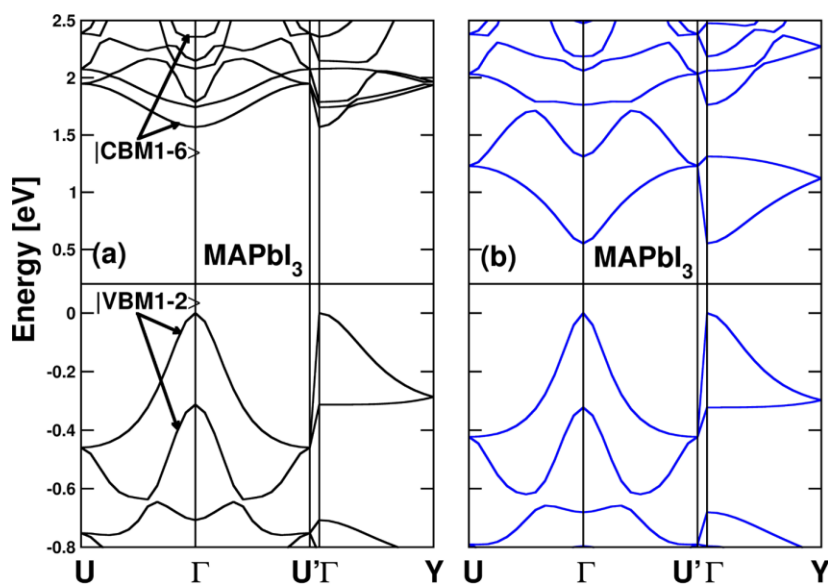 2.5
2
1.5
1
0.5
0
-0.2
-0.4
-0.6
-0.8
Energy [eV]
|CBM1-6>
(a) MAPbI₃
|VBM1-2>
(b) MAPbI₃
U Γ U'Γ Y
U Γ U'Γ Y